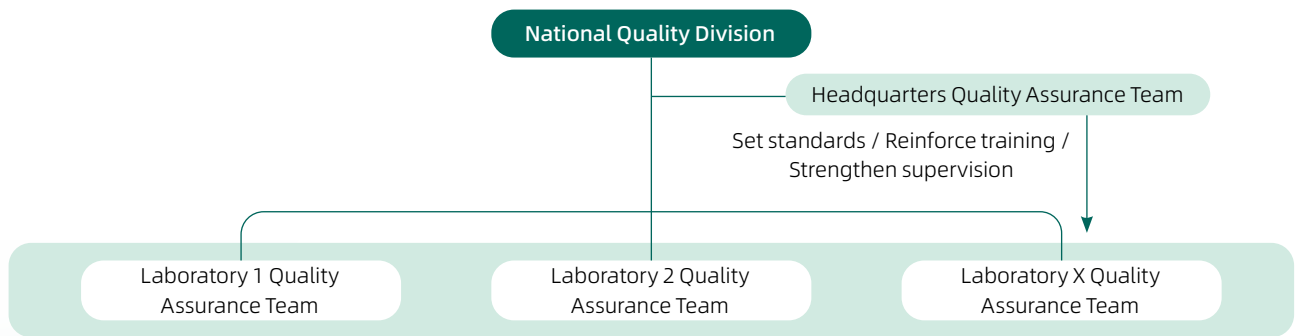 National Quality Division
Headquarters Quality Assurance Team
Set standards / Reinforce training /
Strengthen supervision
Laboratory 1 Quality
Assurance Team
Laboratory 2 Quality
Assurance Team
Laboratory X Quality
Assurance Team